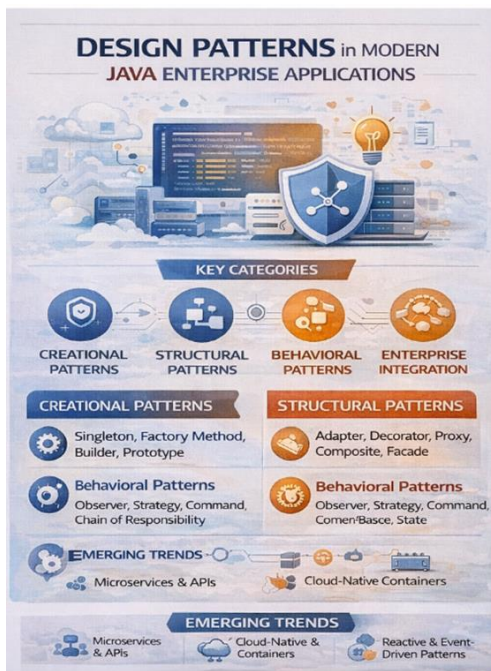 DESIGN PATTERNS in MODERN
JAVA ENTERPRISE APPLICATIONS
KEY CATEGORIES
CREATIONAL
PATTERNS
STRUCTURAL
PATTERNS
BEHAVIORAL
PATTERNS
ENTERPRISE
INTEGRATION
CREATIONAL PATTERNS
Singleton, Factory Method,
Builder, Prototype
Behavioral Patterns
Observer, Strategy, Command,
Chain of Responsibility
STRUCTURAL PATTERNS
Adapter, Decorator, Proxy,
Composite, Facade
Behavioral Patterns
Observer, Strategy, Command,
State
EMERGING TRENDS
Microservices & APIs
Cloud-Native Containers
EMERGING TRENDS
Microservices
& APIs
Cloud-Native &
Containers
Reactive & Event-
Driven Patterns